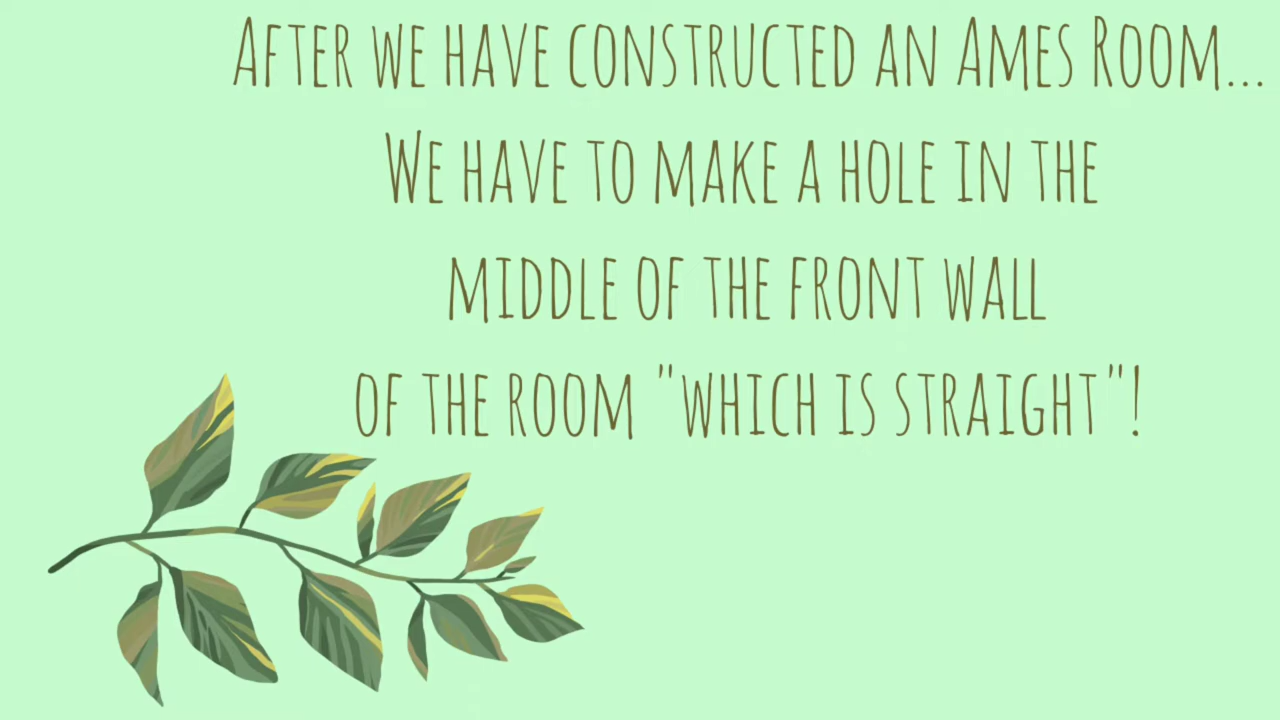 After we have constructed an Ames Room...
We have to make a hole in the
middle of the front wall
of the room "which is straight"!